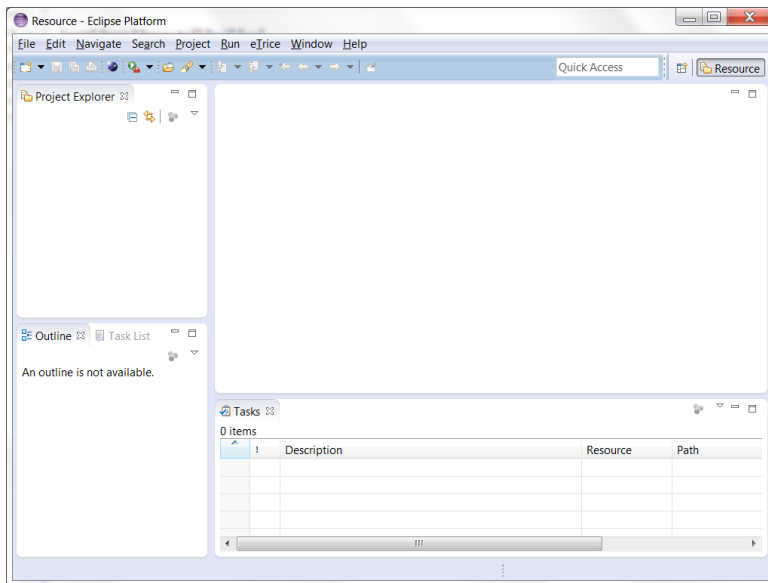 Resource - Eclipse Platform
File Edit Navigate Search Project Run eTrice Window Help
Quick Access
Resource
Project Explorer
Outline Task List
An outline is not available.
Tasks
0 items
! Description Resource Path